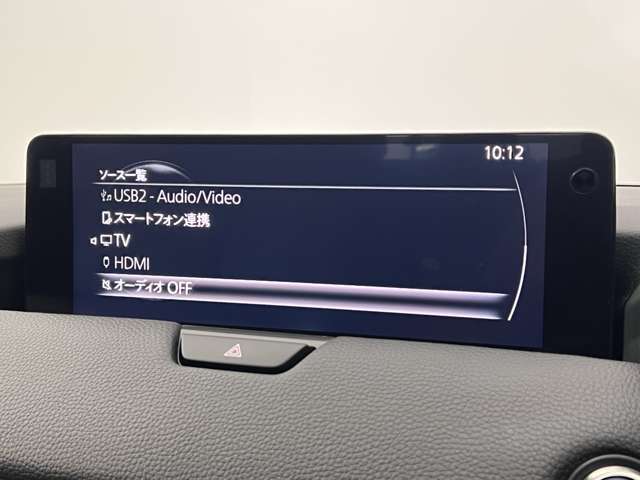 10:12
ソース一覧
USB2 - Audio/Video
スマートフォン連携
TV
HDMI
オーディオ OFF